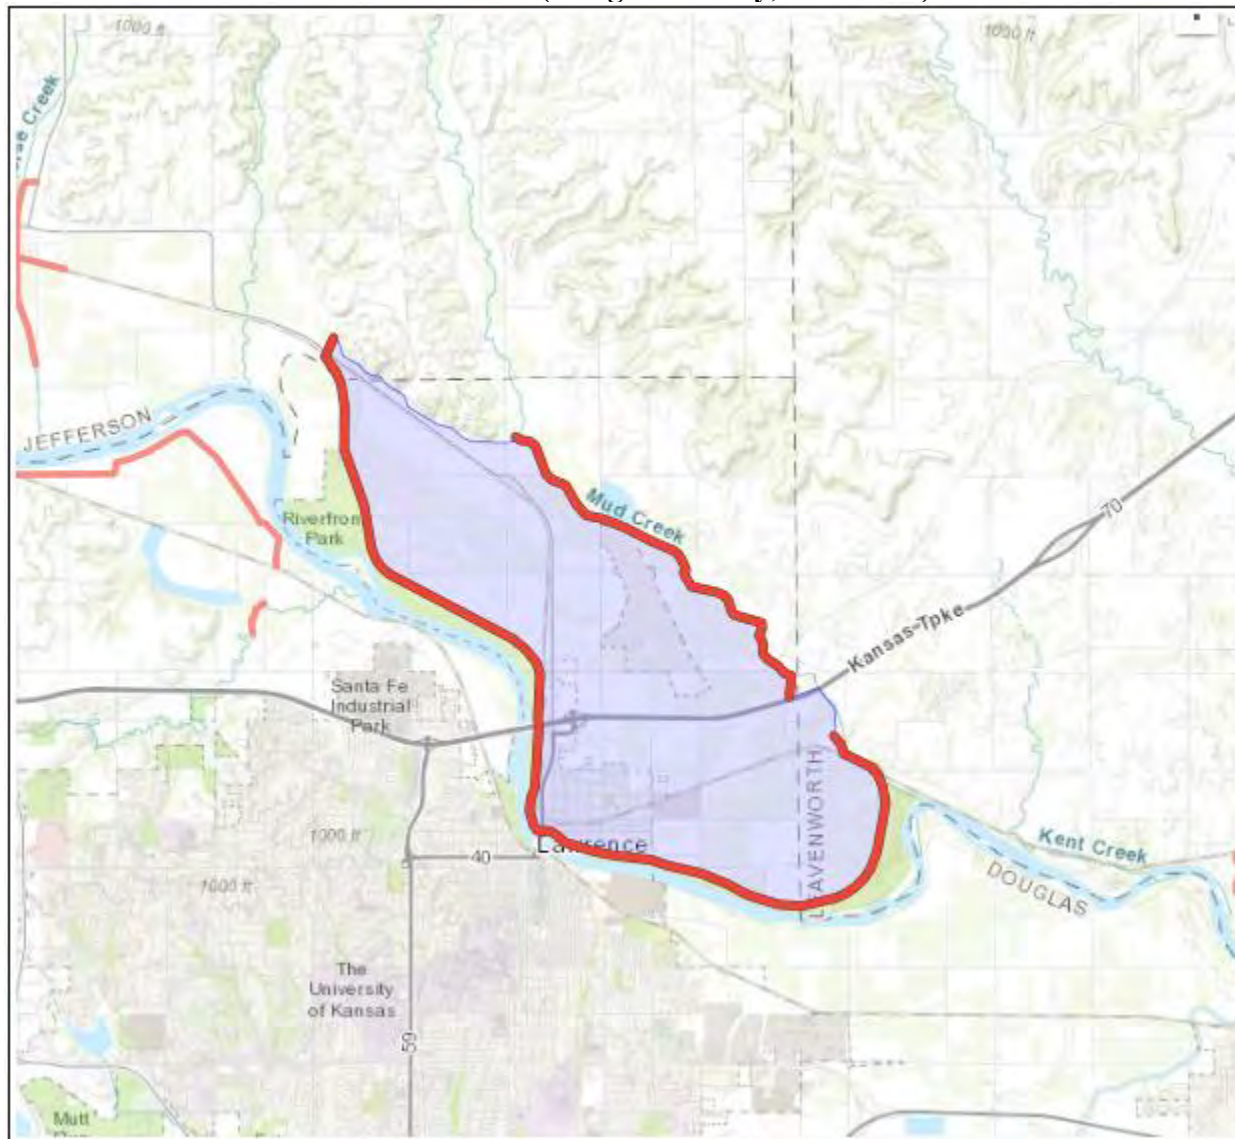 1000 ft
1000 ft
Creek
JEFFERSON
Riverfron
Park
Mud Creek
70
Kansas Tpke
Santa Fe
Industrial
Park
LEAVENWORTH
1000 ft
Lawrence
40
Kent Creek
DOUGLAS
1000 ft
The
University
of Kansas
59
Mutt